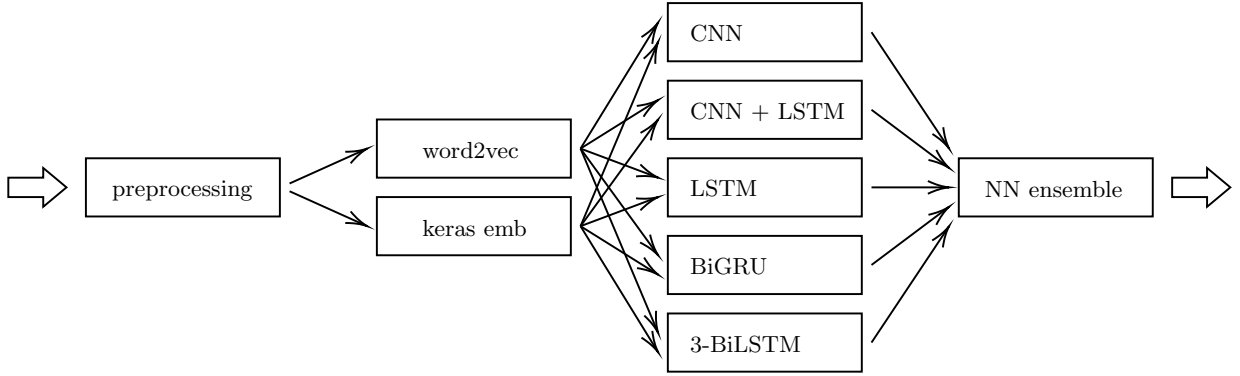 preprocessing
word2vec
keras emb
CNN
CNN + LSTM
LSTM
BiGRU
3-BiLSTM
NN ensemble